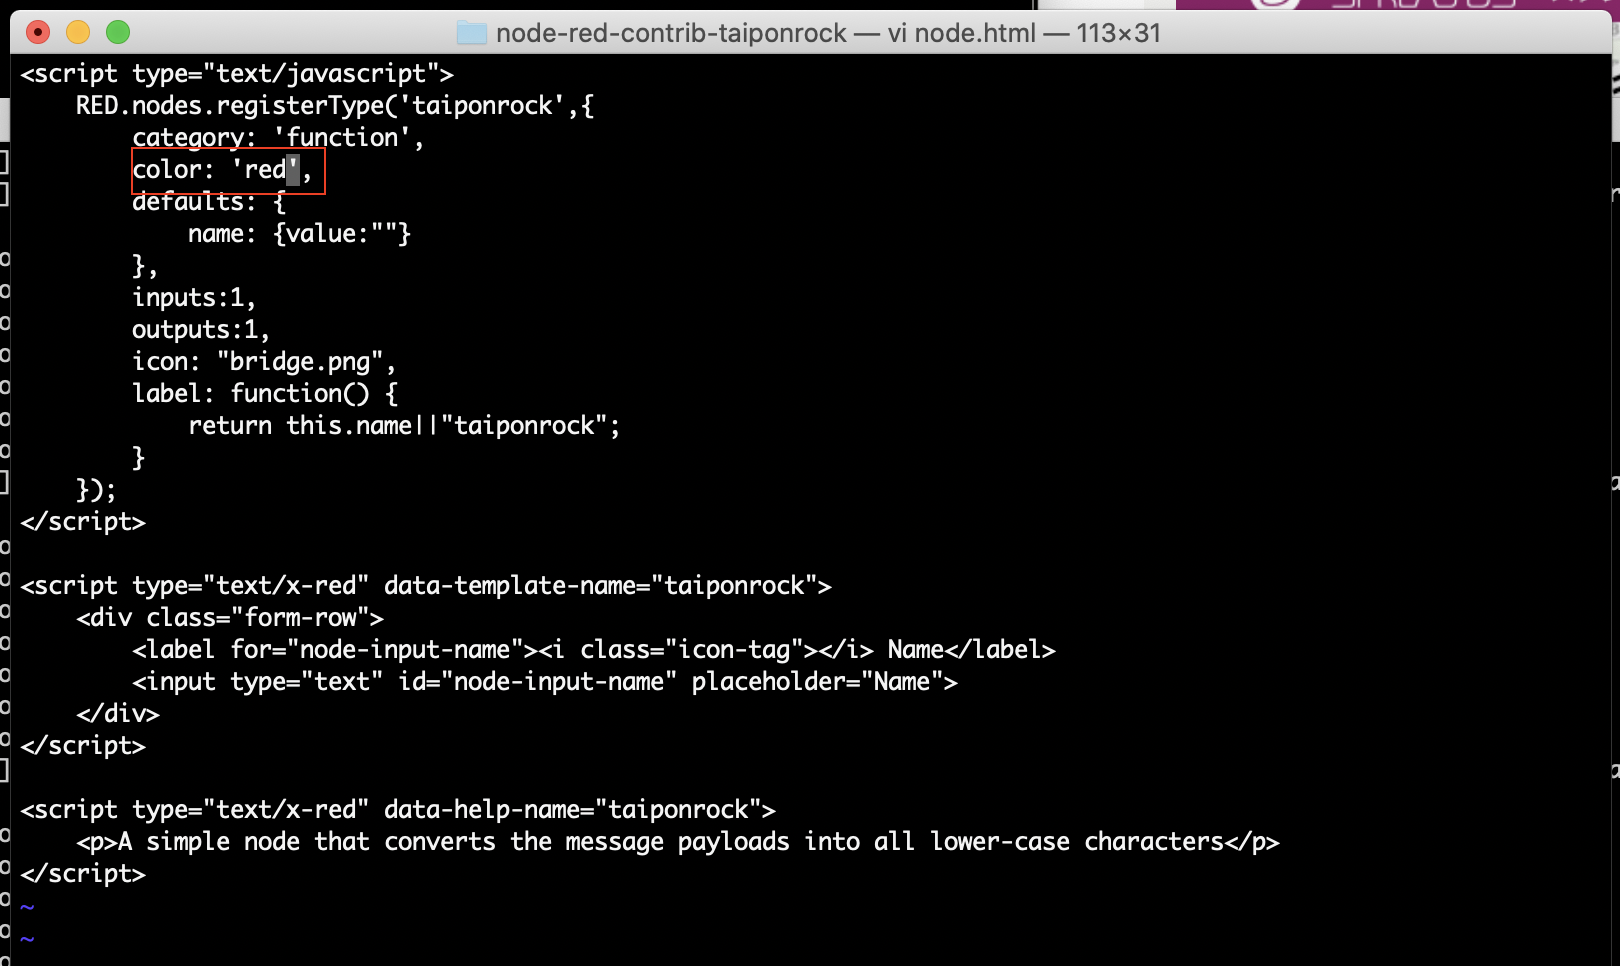 node-red-contrib-taiponrock — vi node.html — 113×31
<script type="text/javascript">
    RED.nodes.registerType('taiponrock',{
        category: 'function',
        color: 'red',
        defaults: {
            name: {value:""}
        },
        inputs:1,
        outputs:1,
        icon: "bridge.png",
        label: function() {
            return this.name||"taiponrock";
        }
    });
</script>

<script type="text/x-red" data-template-name="taiponrock">
    <div class="form-row">
        <label for="node-input-name"><i class="icon-tag"></i> Name</label>
        <input type="text" id="node-input-name" placeholder="Name">
    </div>
</script>

<script type="text/x-red" data-help-name="taiponrock">
    <p>A simple node that converts the message payloads into all lower-case characters</p>
</script>
~
~